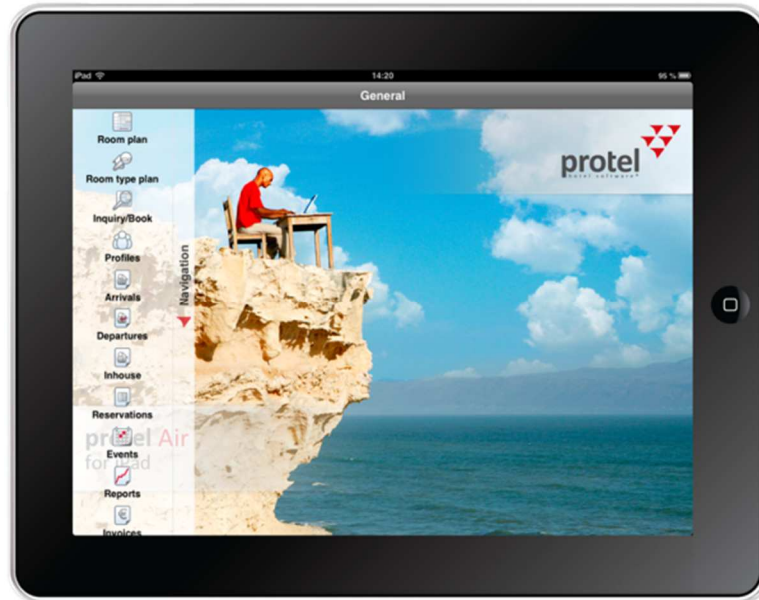 iPad
14:20
95 %
General
Room plan
Room type plan
Inquiry/Book
Profiles
Arrivals
Departures
Inhouse
Reservations
Events
Reports
Invoices
Navigation
protel
hotel software®
protel Air
for iPad